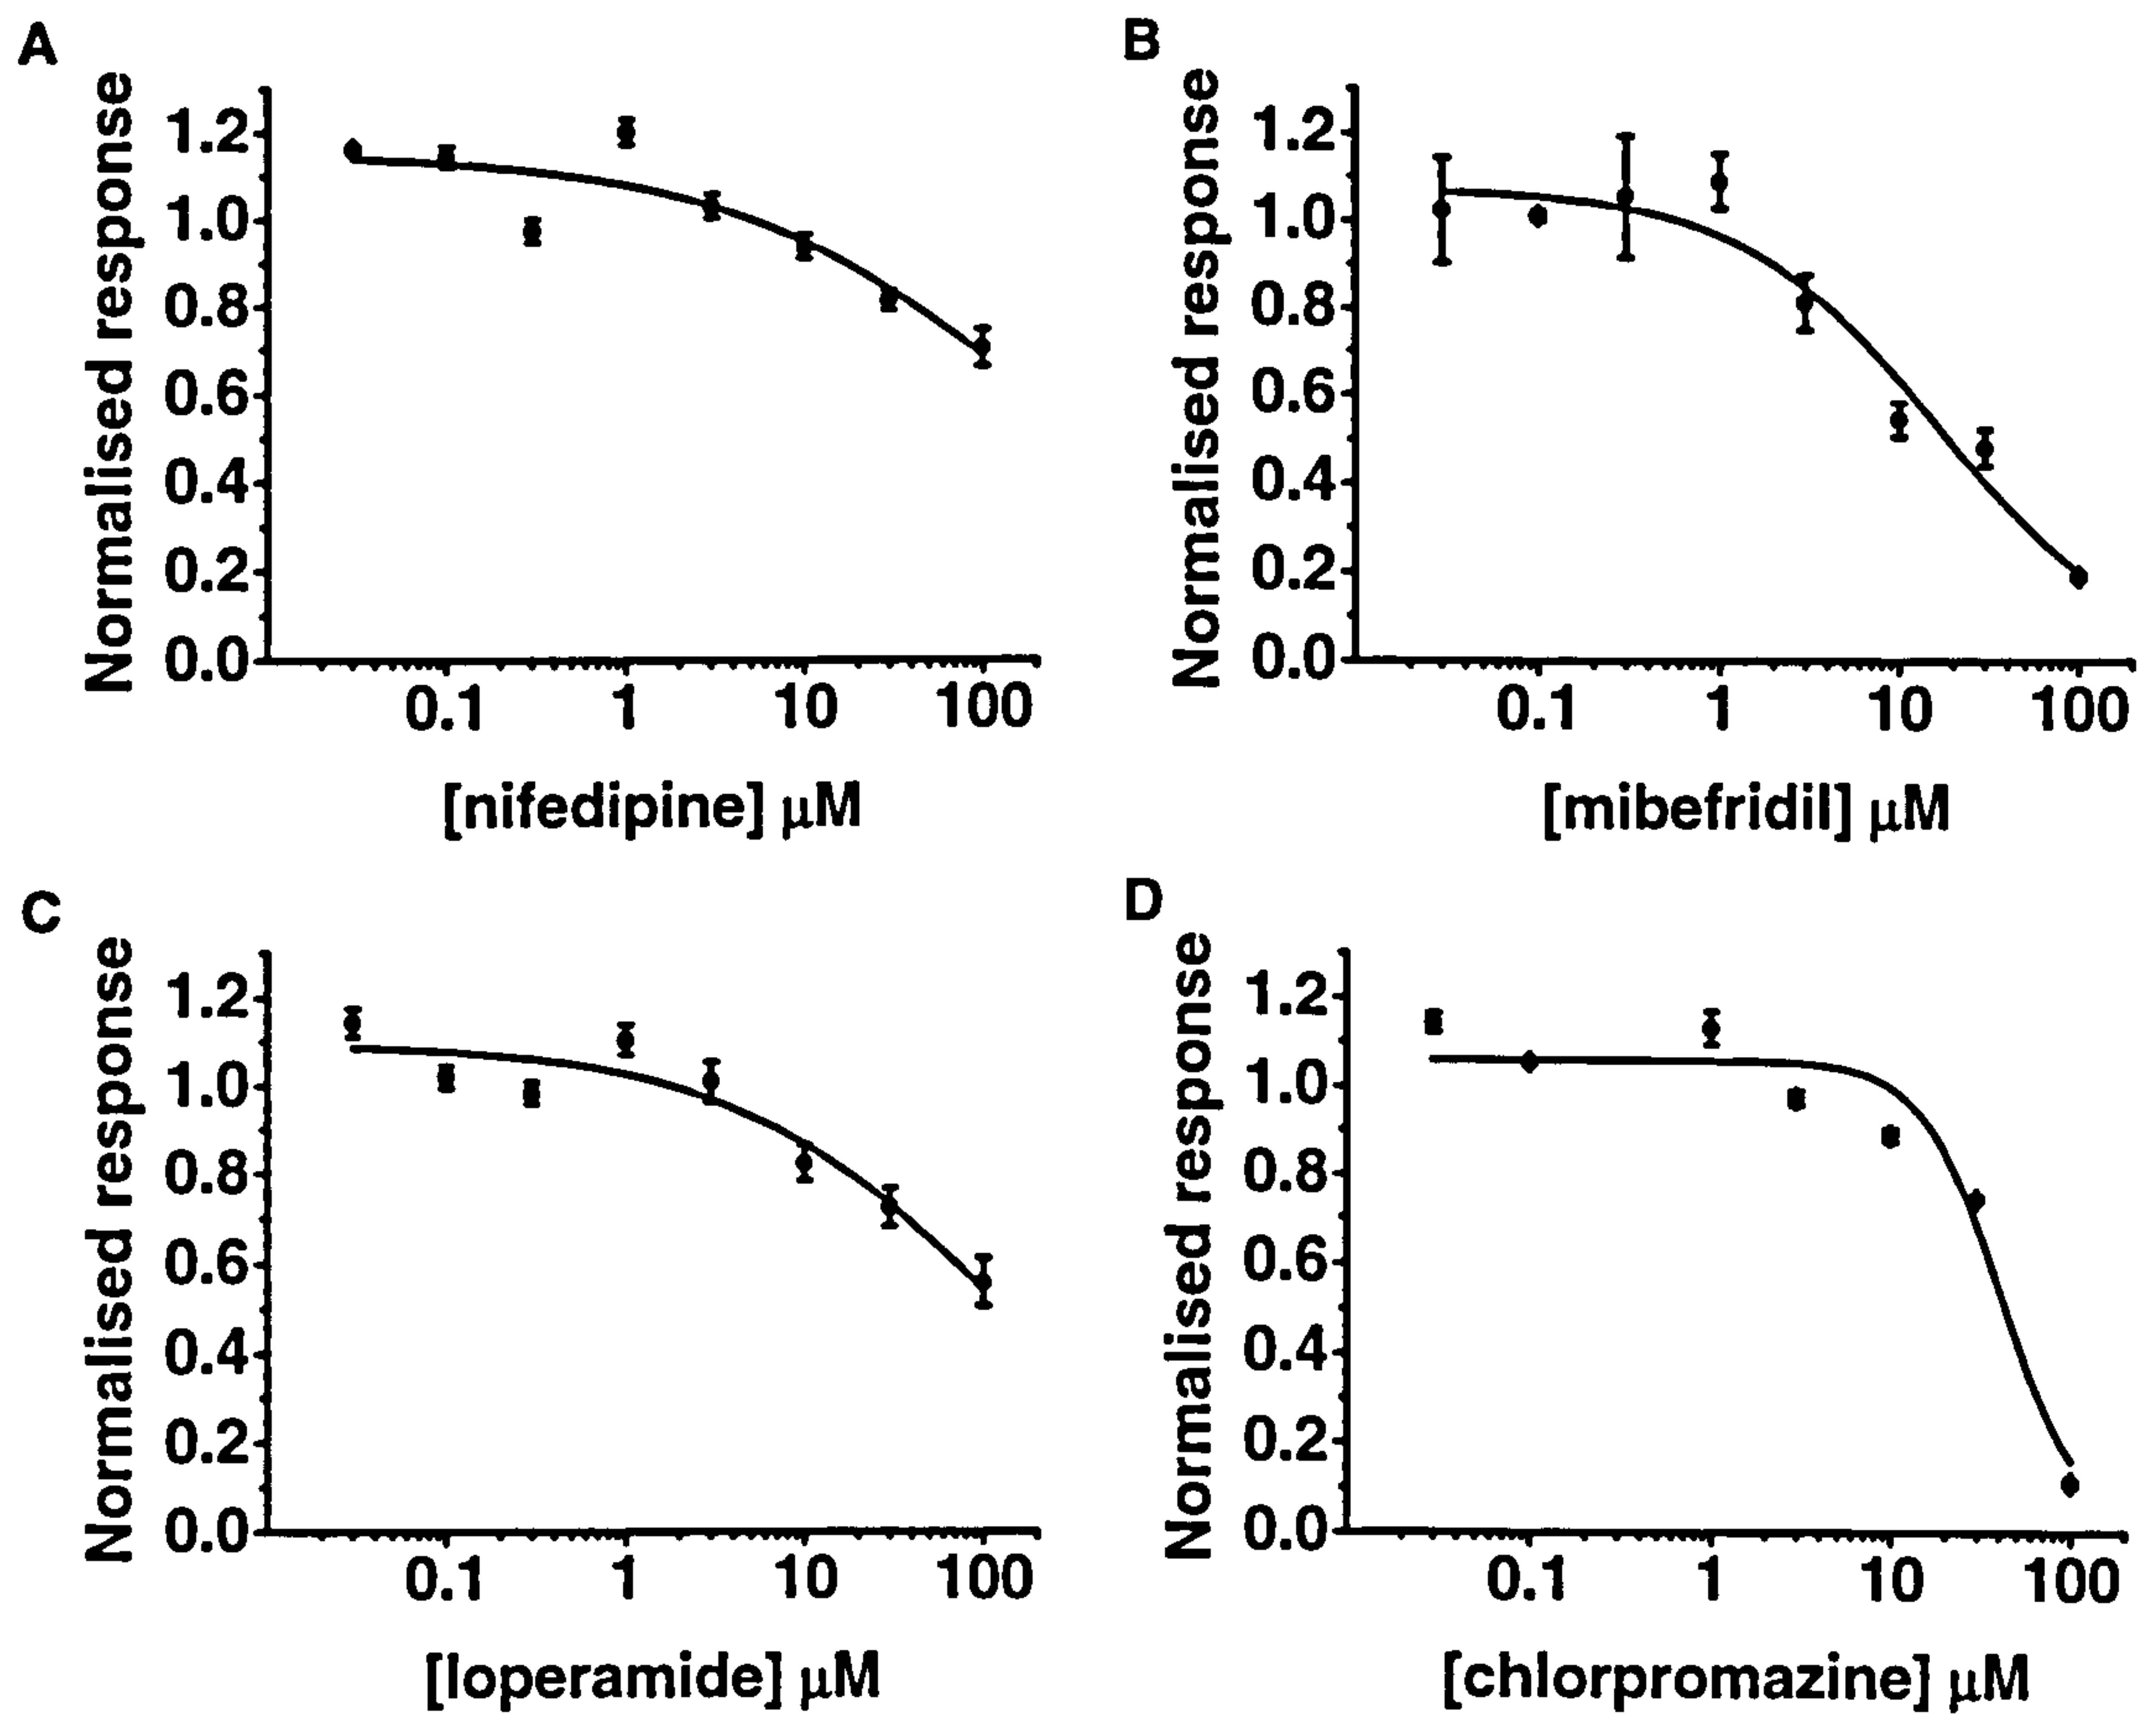 A
Normalised response
1.2
1.0
0.8
0.6
0.4
0.2
0.0
0.1 1 10 100
[nifedipine] μM
B
Normalised response
1.2
1.0
0.8
0.6
0.4
0.2
0.0
0.1 1 10 100
[mibefridil] μM
C
Normalised response
1.2
1.0
0.8
0.6
0.4
0.2
0.0
0.1 1 10 100
[loperamide] μM
D
Normalised response
1.2
1.0
0.8
0.6
0.4
0.2
0.0
0.1 1 10 100
[chlorpromazine] μM